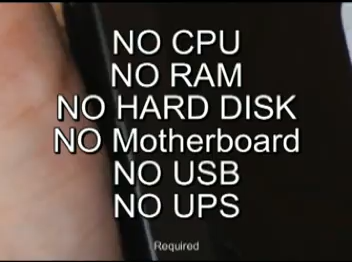 NO CPU
NO RAM
NO HARD DISK
NO Motherboard
NO USB
NO UPS
Required